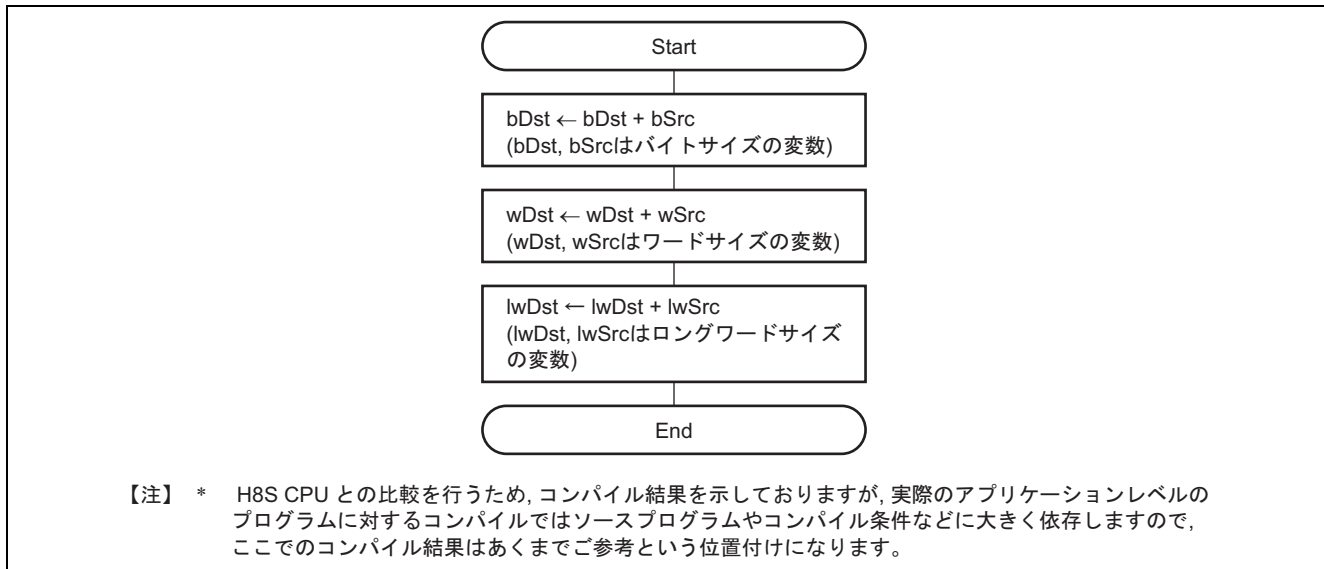 Start
bDst ← bDst + bSrc
(bDst, bSrcはバイトサイズの変数)
wDst ← wDst + wSrc
(wDst, wSrcはワードサイズの変数)
lwDst ← lwDst + lwSrc
(lwDst, lwSrcはロングワードサイズ
の変数)
End
【注】 * H8S CPU との比較を行うため, コンパイル結果を示しておりますが, 実際のアプリケーションレベルの
プログラムに対するコンパイルではソースプログラムやコンパイル条件などに大きく依存しますので,
ここでのコンパイル結果はあくまでご参考という位置付けになります。